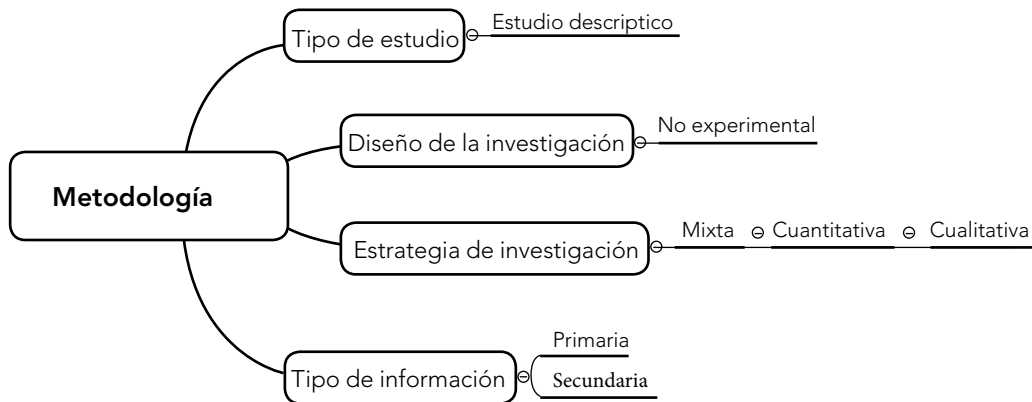 Metodología
Tipo de estudio
Estudio descriptico
Diseño de la investigación
No experimental
Estrategia de investigación
Mixta
Cuantitativa
Cualitativa
Tipo de información
Primaria
Secundaria